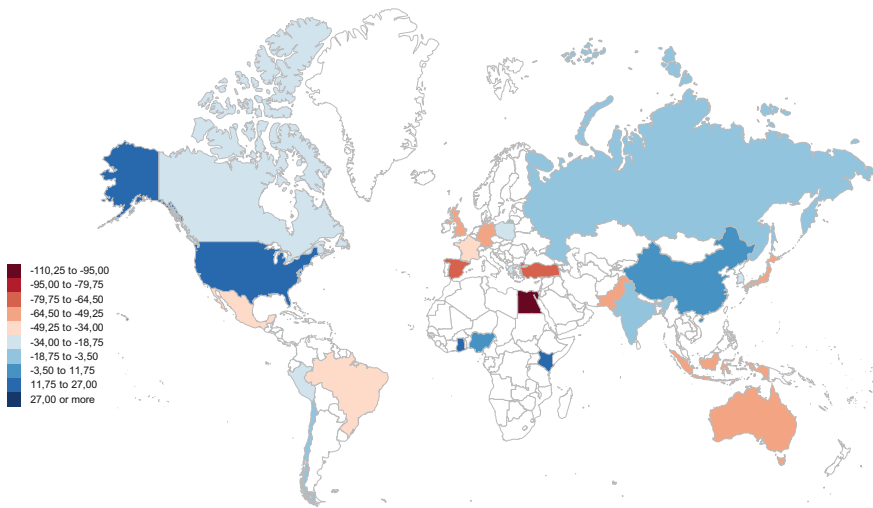 -110,25 to -95,00
-95,00 to -79,75
-79,75 to -64,50
-64,50 to -49,25
-49,25 to -34,00
-34,00 to -18,75
-18,75 to -3,50
-3,50 to 11,75
11,75 to 27,00
27,00 or more